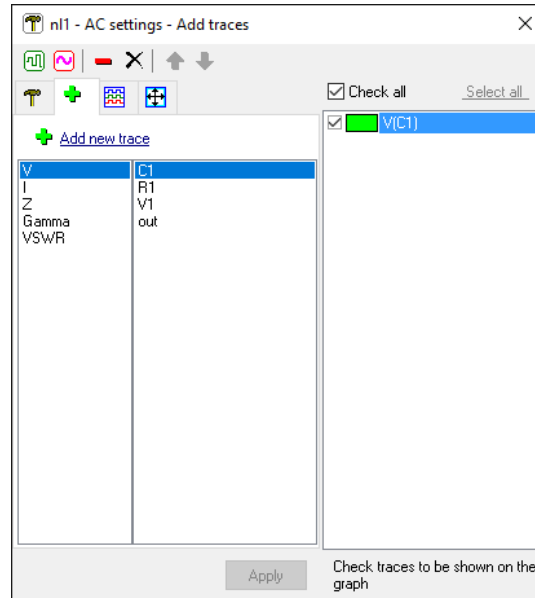 nl1 - AC settings - Add traces
Check all
Select all
Add new trace
V(C1)
V
C1
I
R1
Z
V1
Gamma
out
VSWR
Apply
Check traces to be shown on the
graph